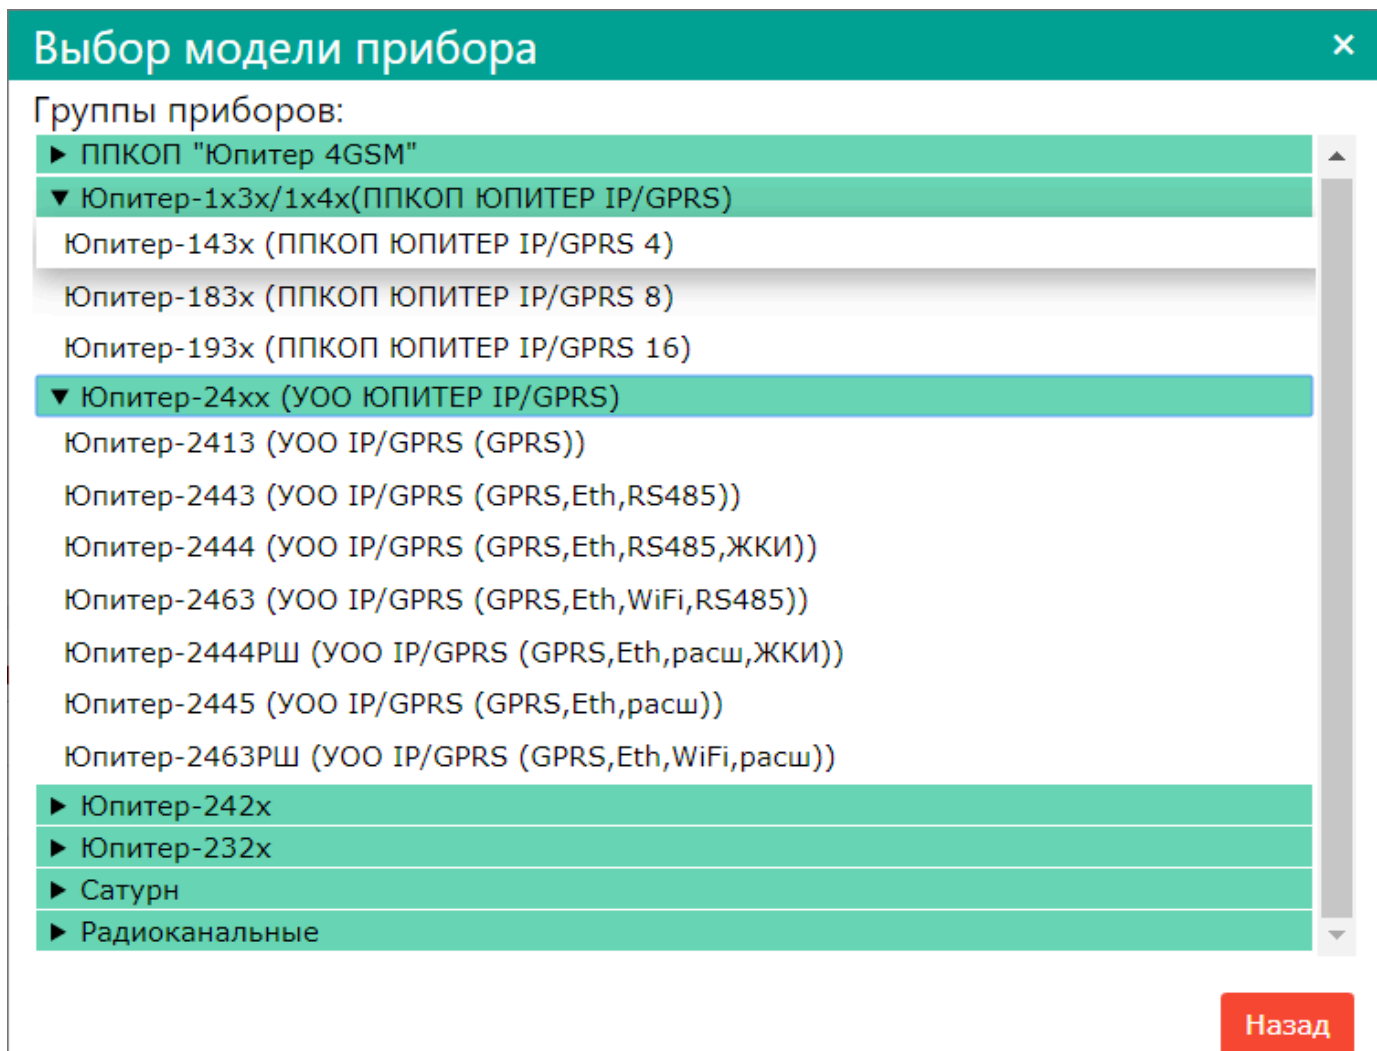 Выбор модели прибора ×
Группы приборов:
▶ ППКОП "Юпитер 4GSM"
▼ Юпитер-1x3x/1x4x(ППКОП ЮПИТЕР IP/GPRS)
Юпитер-143x (ППКОП ЮПИТЕР IP/GPRS 4)
Юпитер-183x (ППКОП ЮПИТЕР IP/GPRS 8)
Юпитер-193x (ППКОП ЮПИТЕР IP/GPRS 16)
▼ Юпитер-24xx (УОО ЮПИТЕР IP/GPRS)
Юпитер-2413 (УОО IP/GPRS (GPRS))
Юпитер-2443 (УОО IP/GPRS (GPRS,Eth,RS485))
Юпитер-2444 (УОО IP/GPRS (GPRS,Eth,RS485,ЖКИ))
Юпитер-2463 (УОО IP/GPRS (GPRS,Eth,WiFi,RS485))
Юпитер-2444РШ (УОО IP/GPRS (GPRS,Eth,расш,ЖКИ))
Юпитер-2445 (УОО IP/GPRS (GPRS,Eth,расш))
Юпитер-2463РШ (УОО IP/GPRS (GPRS,Eth,WiFi,расш))
▶ Юпитер-242x
▶ Юпитер-232x
▶ Сатурн
▶ Радиоканальные
Назад